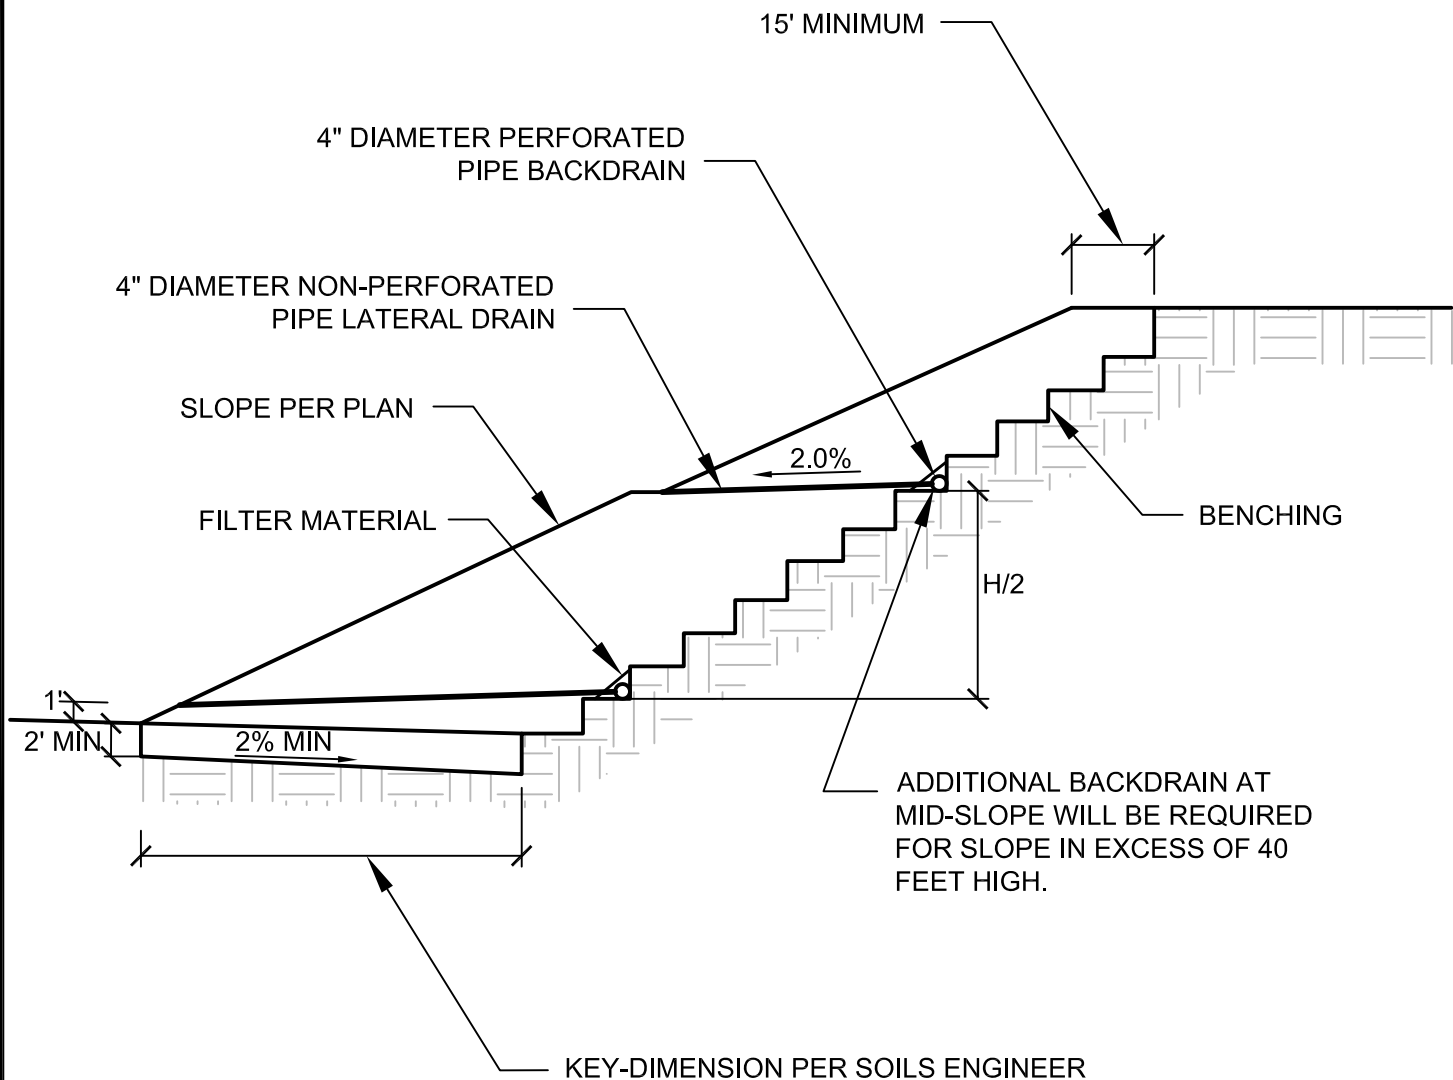 15' MINIMUM
4" DIAMETER PERFORATED
PIPE BACKDRAIN
4" DIAMETER NON-PERFORATED
PIPE LATERAL DRAIN
SLOPE PER PLAN
2.0%
FILTER MATERIAL
BENCHING
H/2
1'
2' MIN
2% MIN
ADDITIONAL BACKDRAIN AT
MID-SLOPE WILL BE REQUIRED
FOR SLOPE IN EXCESS OF 40
FEET HIGH.
KEY-DIMENSION PER SOILS ENGINEER